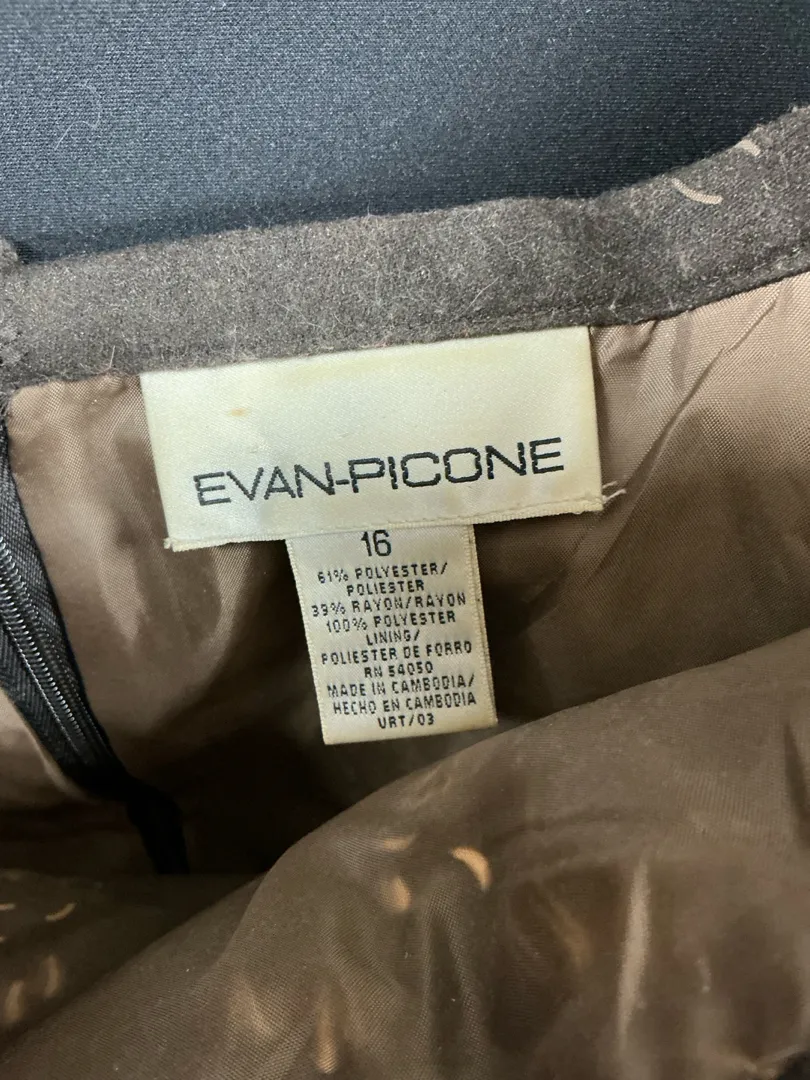 EVAN-PICONE
16
61% POLYESTER/
POLIESTER
39% RAYON/RAYON
100% POLYESTER
LINING/
POLIESTER DE FORRO
RN 54050
MADE IN CAMBODIA/
HECHO EN CAMBODIA
URT/03